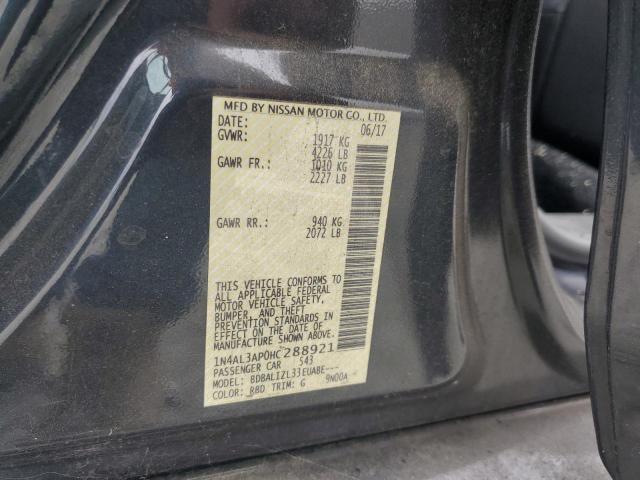 MFD BY NISSAN MOTOR CO., LTD.
DATE: 06/17
GVWR: 1917 KG
4226 LB
GAWR FR.: 1010 KG
2227 LB
GAWR RR.: 940 KG
2072 LB
THIS VEHICLE CONFORMS TO
ALL APPLICABLE FEDERAL
MOTOR VEHICLE SAFETY,
BUMPER, AND THEFT
PREVENTION STANDARDS IN
EFFECT ON THE DATE OF
MANUFACTURE SHOWN ABOVE.
1N4AL3AP0HC288921
PASSENGER CAR 543
MODEL: BDBALIZL33EUABE---
COLOR: RBD TRIM: G 9N00A